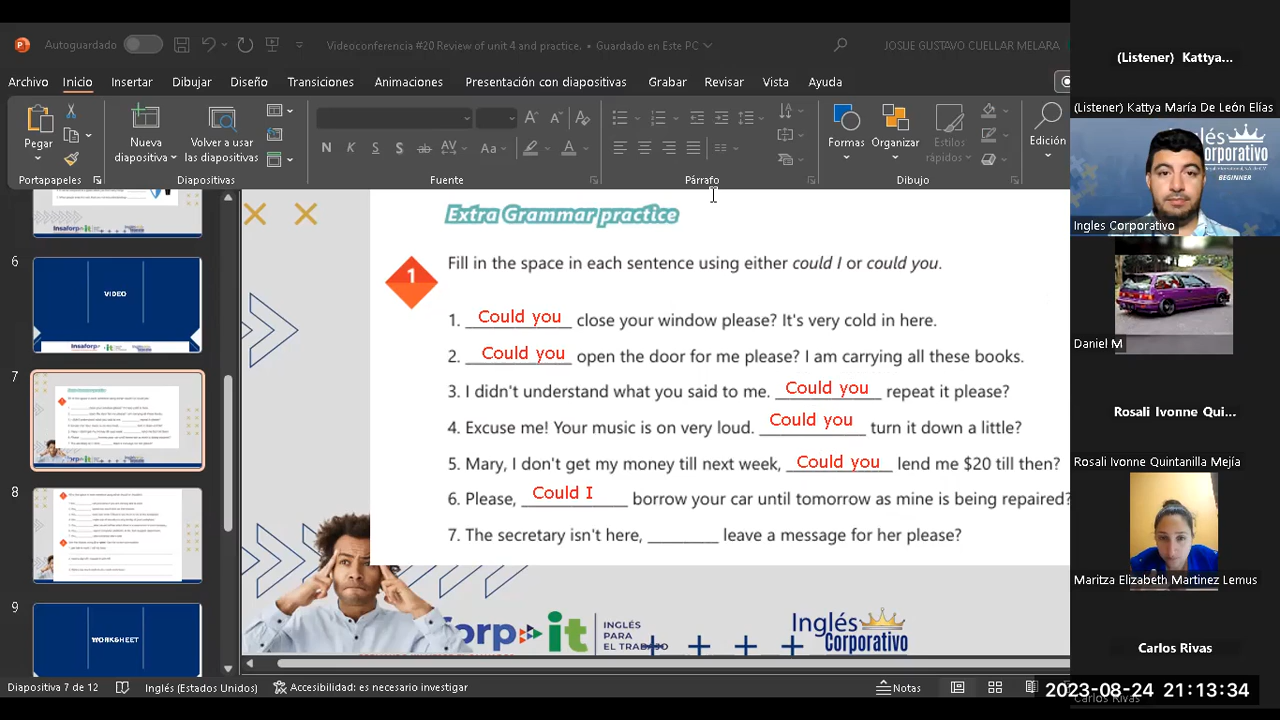 Autoguardado
Videoconferencia #20 Review of unit 4 and practice. • Guardado en Este PC
JOSUE GUSTAVO CUELLAR MELARA
(Listener) Kattya...
Archivo Inicio Insertar Dibujar Diseño Transiciones Animaciones Presentación con diapositivas Grabar Revisar Vista Ayuda
(Listener) Kattya María De León Elías
Pegar
Nueva diapositiva
Volver a usar las diapositivas
N K S S ab AV Aa A
Formas
Organizar
Estilos rápidos
Edición
Portapapeles Diapositivas Fuente Párrafo Dibujo
Inglés
Corporativo
BEGINNER
Ingles Corporativo
Extra Grammar practice
1 Fill in the space in each sentence using either could I or could you.
1. Could you close your window please? It's very cold in here.
2. Could you open the door for me please? I am carrying all these books.
3. I didn't understand what you said to me. Could you repeat it please?
4. Excuse me! Your music is on very loud. Could you turn it down a little?
5. Mary, I don't get my money till next week, Could you lend me $20 till then?
6. Please, Could I borrow your car until tomorrow as mine is being repaired?
7. The secretary isn't here, ________ leave a message for her please?
6
VIDEO
7
8
9
WORKSHEET
forp it
INGLÉS
PARA
EL TRABAJO
Inglés
Corporativo
Daniel M
Rosali Ivonne Qui...
Rosali Ivonne Quintanilla Mejía
Maritza Elizabeth Martinez Lemus
Carlos Rivas
Carlos Rivas
Diapositiva 7 de 12 Inglés (Estados Unidos) Accesibilidad: es necesario investigar Notas
2023-08-24 21:13:34